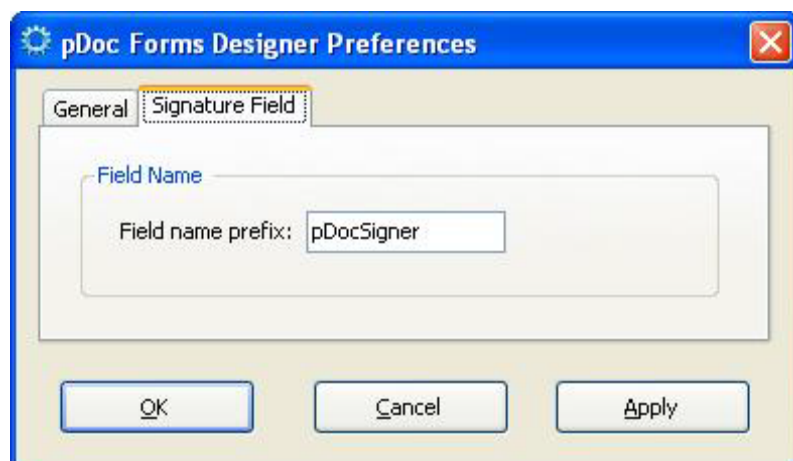 pDoc Forms Designer Preferences
General Signature Field
Field Name
Field name prefix: pDocSigner
OK Cancel Apply